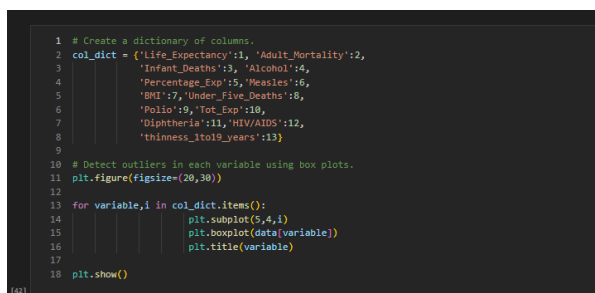 1 # Create a dictionary of columns.
2 col_dict = {'Life_Expectancy':1, 'Adult_Mortality':2,
3 'Infant_Deaths':3, 'Alcohol':4,
4 'Percentage_Exp':5,'Measles':6,
5 'BMI':7,'Under_Five_Deaths':8,
6 'Polio':9,'Tot_Exp':10,
7 'Diphtheria':11,'HIV/AIDS':12,
8 'thinness_1to19_years':13}
9
10 # Detect outliers in each variable using box plots.
11 plt.figure(figsize=(20,30))
12
13 for variable,i in col_dict.items():
14 plt.subplot(5,4,i)
15 plt.boxplot(data[variable])
16 plt.title(variable)
17
18 plt.show()
[42]